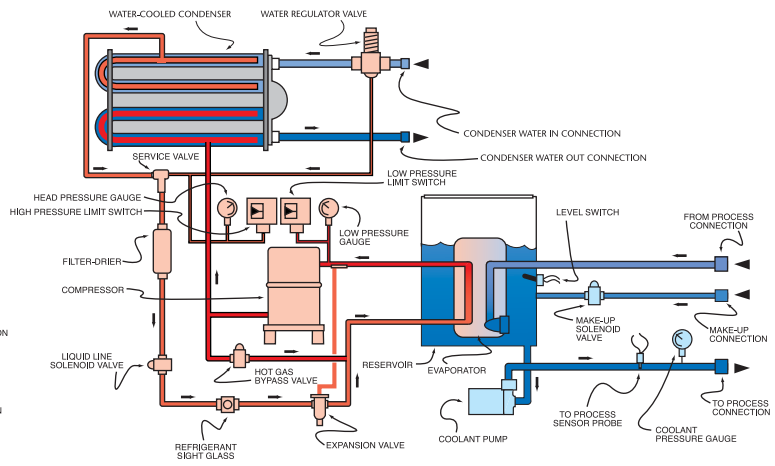 WATER-COOLED CONDENSER
WATER REGULATOR VALVE
CONDENSER WATER IN CONNECTION
CONDENSER WATER OUT CONNECTION
SERVICE VALVE
LOW PRESSURE
LIMIT SWITCH
HEAD PRESSURE GAUGE
HIGH PRESSURE LIMIT SWITCH
LOW PRESSURE
GAUGE
LEVEL SWITCH
FROM PROCESS
CONNECTION
FILTER-DRIER
COMPRESSOR
MAKE-UP
SOLENOID
VALVE
MAKE-UP
CONNECTION
ON
LIQUID LINE
SOLENOID VALVE
HOT GAS
BYPASS VALVE
RESERVOIR
EVAPORATOR
N
REFRIGERANT
SIGHT GLASS
EXPANSION VALVE
COOLANT PUMP
TO PROCESS
SENSOR PROBE
COOLANT
PRESSURE GAUGE
TO PROCESS
CONNECTION